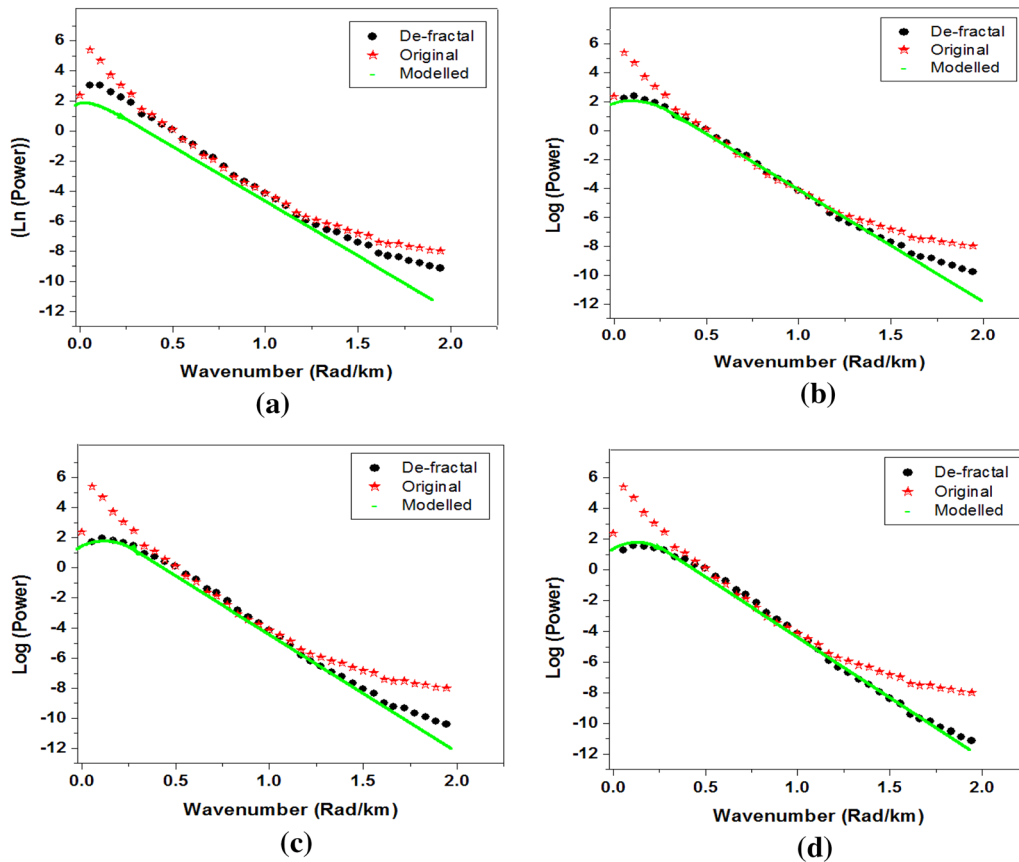 6
4
2
0
-2
-4
-6
-8
-10
-12
(Ln (Power))
De-fractal
Original
Modelled
0.0 0.5 1.0 1.5 2.0
Wavenumber (Rad/km)
(a)
6
4
2
0
-2
-4
-6
-8
-10
-12
Log (Power)
De-fractal
Original
Modelled
0.0 0.5 1.0 1.5 2.0
Wavenumber (Rad/km)
(b)
6
4
2
0
-2
-4
-6
-8
-10
-12
Log (Power)
De-fractal
Original
Modelled
0.0 0.5 1.0 1.5 2.0
Wavenumber (Rad/km)
(c)
6
4
2
0
-2
-4
-6
-8
-10
-12
Log (Power)
De-fractal
Original
Modelled
0.0 0.5 1.0 1.5 2.0
Wavenumber (Rad/km)
(d)